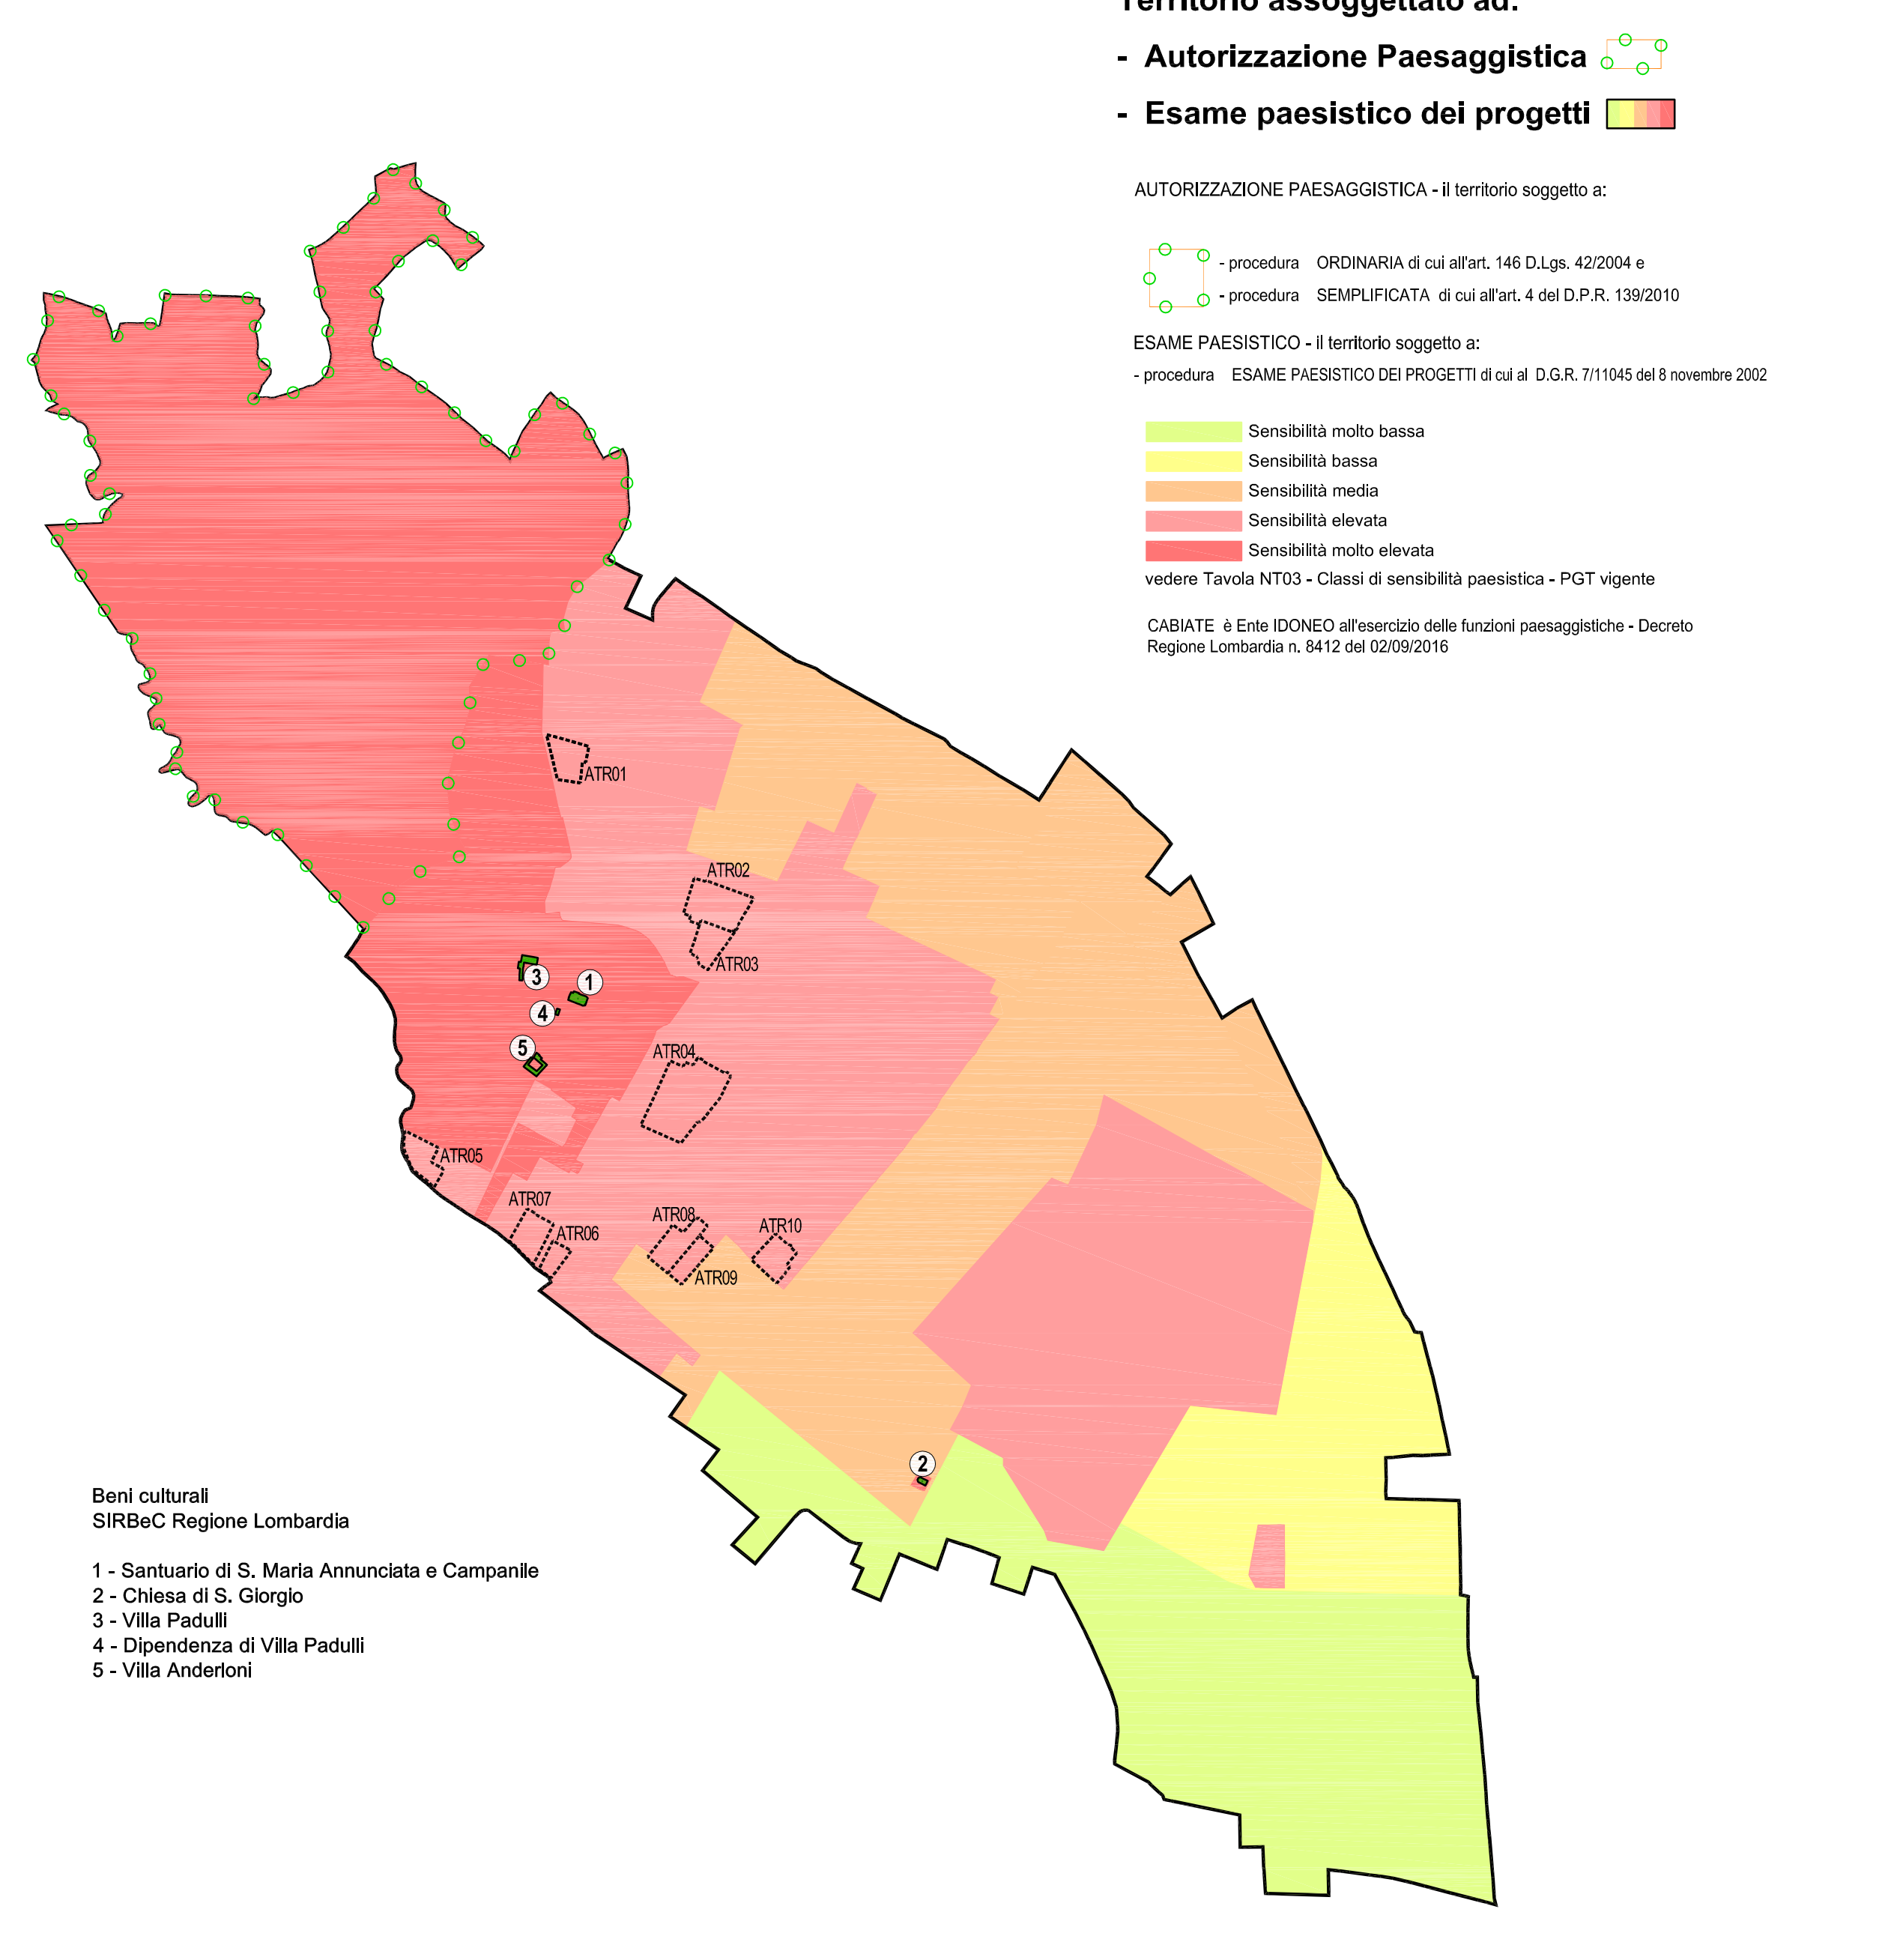 Territorio assoggettato ad:
- Autorizzazione Paesaggistica
- Esame paesistico dei progetti
AUTORIZZAZIONE PAESAGGISTICA - il territorio soggetto a:
- procedura ORDINARIA di cui all'art. 146 D.Lgs. 42/2004 e
- procedura SEMPLIFICATA di cui all'art. 4 del D.P.R. 139/2010
ESAME PAESISTICO - il territorio soggetto a:
- procedura ESAME PAESISTICO DEI PROGETTI di cui al D.G.R. 7/11045 del 8 novembre 2002
Sensibilità molto bassa
Sensibilità bassa
Sensibilità media
Sensibilità elevata
Sensibilità molto elevata
vedere Tavola NT03 - Classi di sensibilità paesistica - PGT vigente
CABIATE è Ente IDONEO all'esercizio delle funzioni paesaggistiche - Decreto
Regione Lombardia n. 8412 del 02/09/2016
ATR01
ATR02
ATR03
3
1
4
5
ATR04
ATR05
ATR07
ATR06
ATR08
ATR10
ATR09
2
Beni culturali
SIRBeC Regione Lombardia
1 - Santuario di S. Maria Annunciata e Campanile
2 - Chiesa di S. Giorgio
3 - Villa Padulli
4 - Dipendenza di Villa Padulli
5 - Villa Anderloni